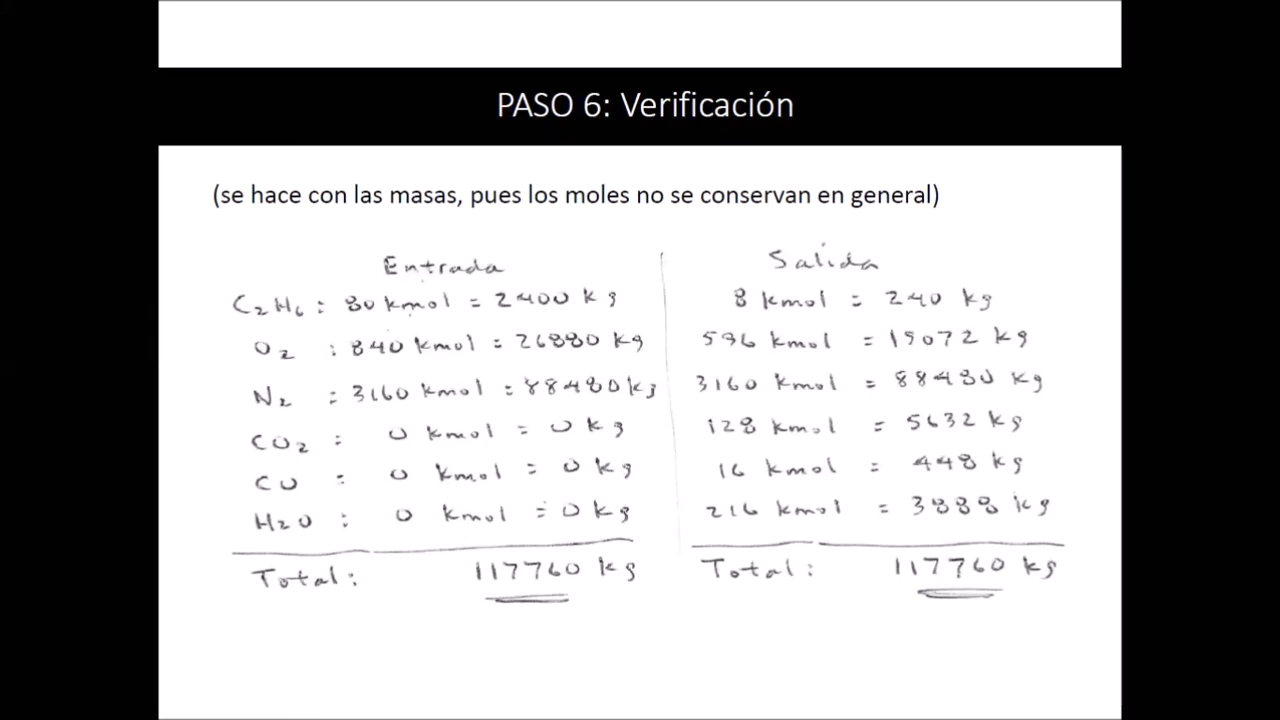 PASO 6: Verificación
(se hace con las masas, pues los moles no se conservan en general)
Entrada Salida
C₂H₆ : 80 kmol = 2400 kg 8 kmol = 240 kg
O₂ : 840 kmol = 26880 kg 596 kmol = 19072 kg
N₂ : 3160 kmol = 88480 kg 3160 kmol = 88480 kg
CO₂ : 0 kmol = 0 kg 128 kmol = 5632 kg
CO : 0 kmol = 0 kg 16 kmol = 448 kg
H₂O : 0 kmol = 0 kg 216 kmol = 3888 kg
Total: 117760 kg Total: 117760 kg